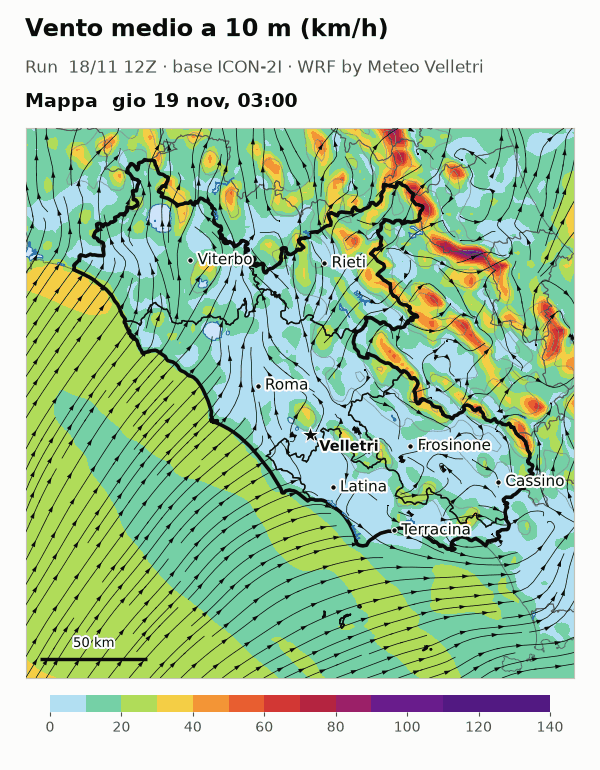 Vento medio a 10 m (km/h)
Run  18/11 12Z · base ICON-2I · WRF by Meteo Velletri
Mappa  gio 19 nov, 03:00
Viterbo
Rieti
Roma
Velletri
Frosinone
Latina
Cassino
Terracina
50 km
0 20 40 60 80 100 120 140